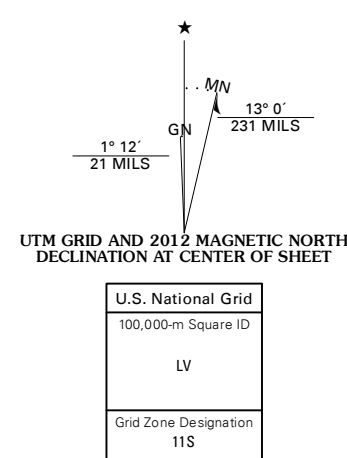 ★
MN
13° 0´
231 MILS
GN
1° 12´
21 MILS
UTM GRID AND 2012 MAGNETIC NORTH
DECLINATION AT CENTER OF SHEET
U.S. National Grid
100,000-m Square ID
LV
Grid Zone Designation
11S